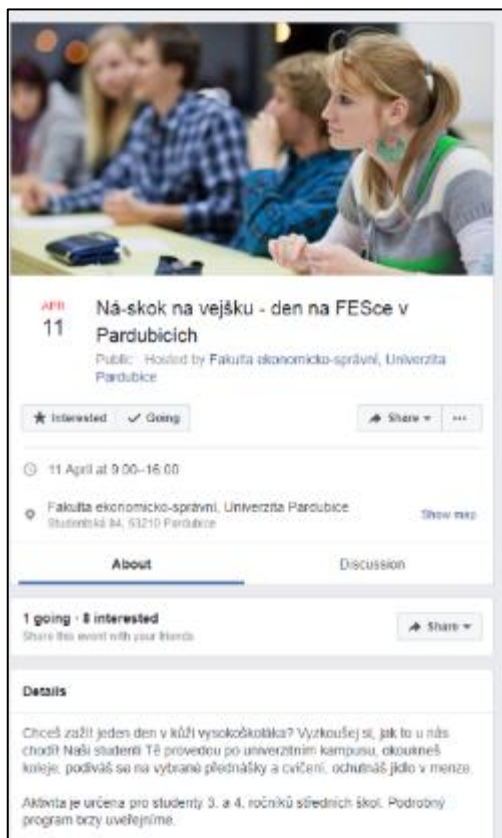 APR
11
Ná-skok na vejšku - den na FESce v
Pardubicích
Public · Hosted by Fakulta ekonomicko-správní, Univerzita
Pardubice
Interested
Going
Share
11 April at 9:00–16:00
Fakulta ekonomicko-správní, Univerzita Pardubice
Studentská 84, 53210 Pardubice
Show map
About
Discussion
1 going · 8 interested
Share this event with your friends
Share
Details
Chceš zažít jeden den v kůži vysokoškoláka? Vyzkoušej si, jak to u nás
chodí! Naši studenti Tě provedou po univerzitním kampusu, okoukneš
koleje, podíváš se na vybrané přednášky a cvičení, ochutnáš jídlo v menze.
Aktivita je určena pro studenty 3. a 4. ročníků středních škol. Podrobný
program brzy uveřejníme.